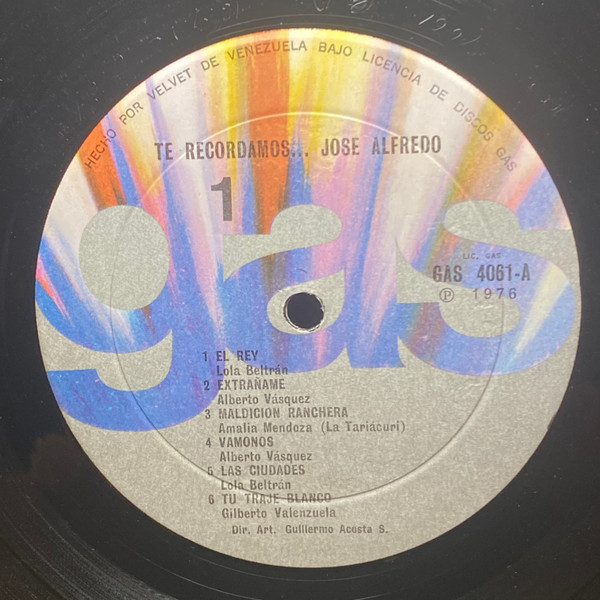 HECHO POR VELVET DE VENEZUELA BAJO LICENCIA DE DISCOS GAS
TE RECORDAMOS... JOSE ALFREDO
1
gas
LIC. GAS
GAS 4061-A
Ⓟ 1976
1 EL REY
Lola Beltrán
2 EXTRAÑAME
Alberto Vásquez
3 MALDICION RANCHERA
Amalia Mendoza (La Tariácuri)
4 VAMONOS
Alberto Vásquez
5 LAS CIUDADES
Lola Beltrán
6 TU TRAJE BLANCO
Gilberto Valenzuela
Dir. Art. Guillermo Acosta S.